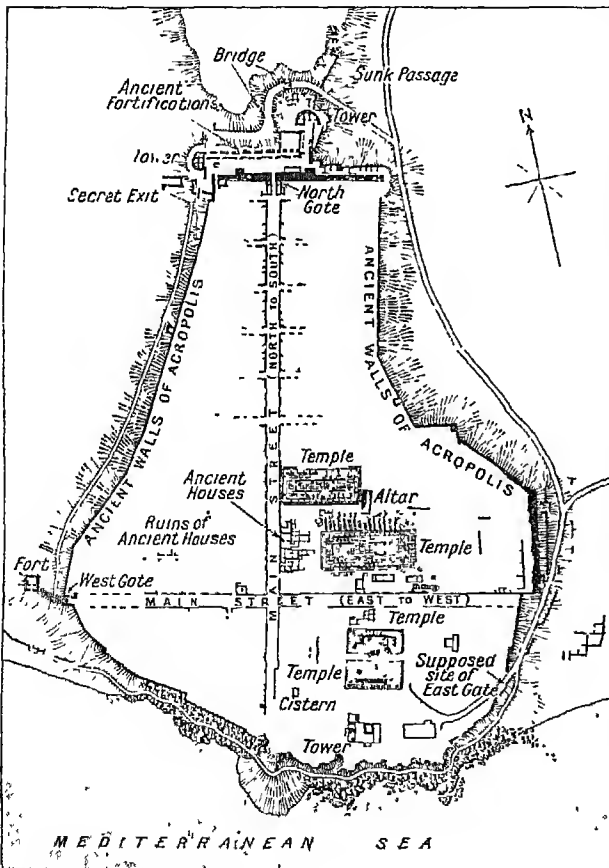 Bridge
Sunk Passage
Ancient
Fortifications
Tower
Tower
N
Secret Exit
North
Gate
ANCIENT WALLS OF ACROPOLIS
ANCIENT WALLS OF ACROPOLIS
MAIN STREET (NORTH TO SOUTH)
Temple
Ancient
Houses
Altar
Ruins of
Ancient Houses
Temple
Fort
West Gate
MAIN STREET (EAST TO WEST)
Temple
Temple
Supposed
site of
East Gate
Cistern
Tower
MEDITERRANEAN SEA